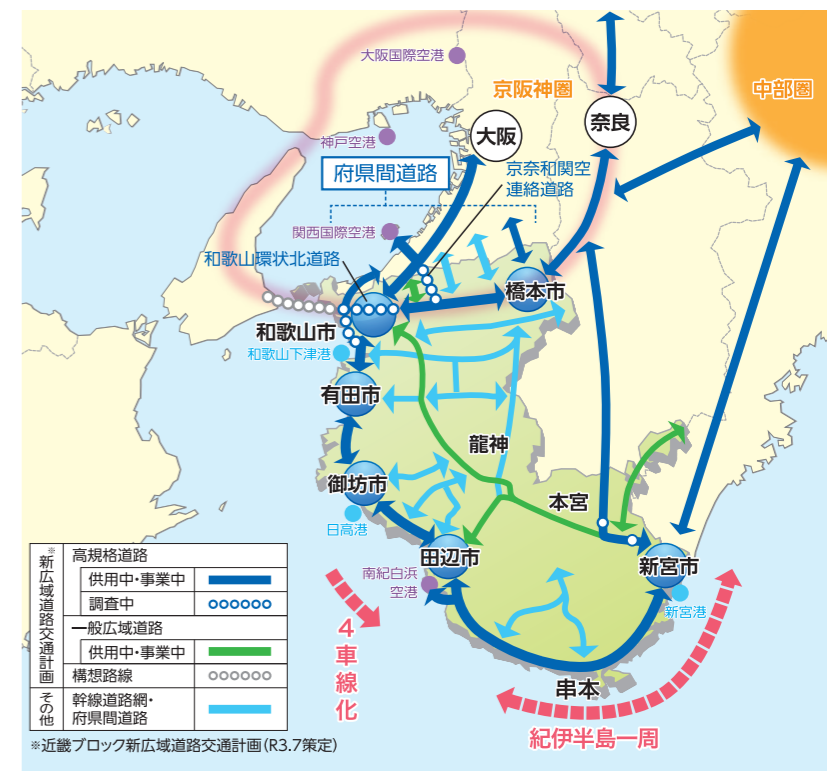 大阪国際空港
京阪神圏
中部圏
神戸空港
大阪
奈良
府県間道路
京奈和関空
連絡道路
関西国際空港
和歌山環状北道路
橋本市
和歌山市
和歌山下津港
有田市
龍神
御坊市
本宮
日高港
田辺市
新宮市
南紀白浜
空港
新宮港
4車線化
串本
紀伊半島一周
※新広域道路交通計画
高規格道路
供用中・事業中
調査中
一般広域道路
供用中・事業中
構想路線
その他
幹線道路網・
府県間道路
※近畿ブロック新広域道路交通計画(R3.7策定)